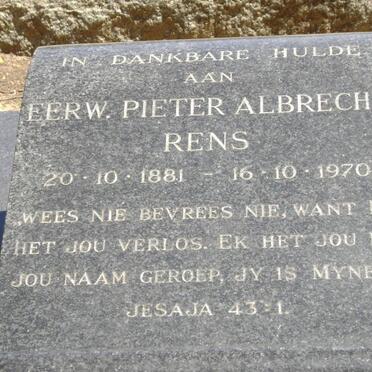 IN DANKBARE HULDE
AAN
EERW. PIETER ALBRECH
RENS
20·10·1881 – 16·10·1970
„WEES NIE BEVREES NIE, WANT
HET JOU VERLOS. EK HET JOU
JOU NAAM GEROEP, JY IS MYNE
JESAJA 43:1.